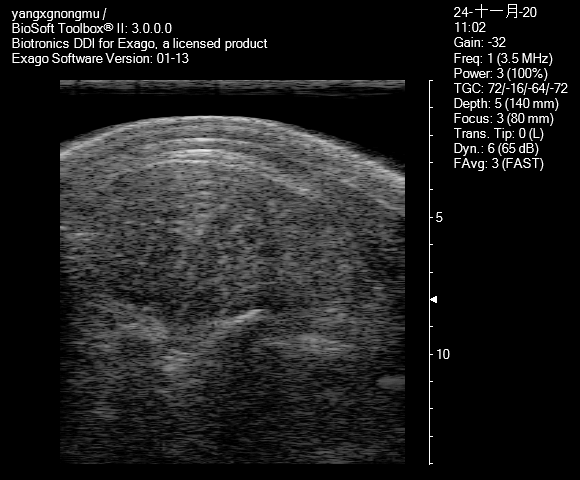 yangxgnongmu /
BioSoft Toolbox® II: 3.0.0.0
Biotronics DDI for Exago, a licensed product
Exago Software Version: 01-13
24-十一月-20
11:02
Gain: -32
Freq: 1 (3.5 MHz)
Power: 3 (100%)
TGC: 72/-16/-64/-72
Depth: 5 (140 mm)
Focus: 3 (80 mm)
Trans. Tip: 0 (L)
Dyn.: 6 (65 dB)
FAvg: 3 (FAST)
5
10